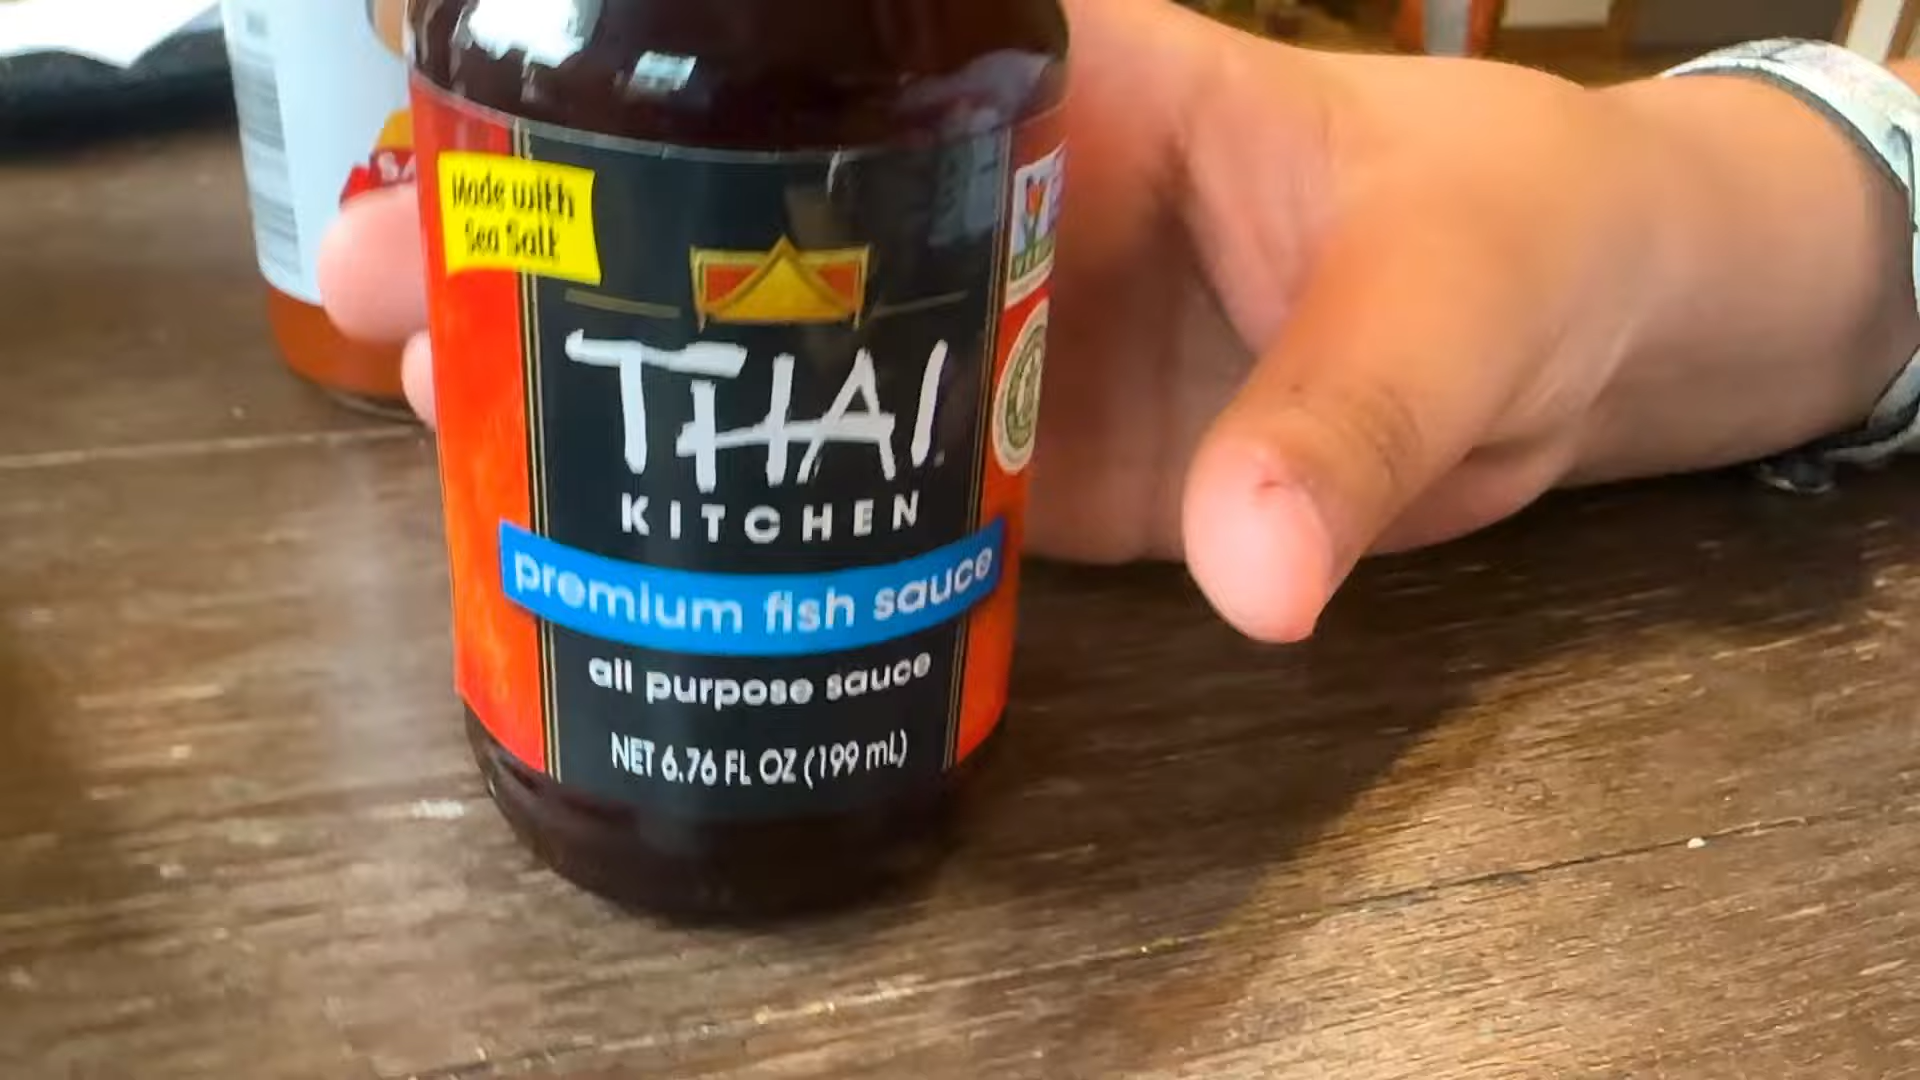 Made with
Sea Salt
THAI
KITCHEN
premium fish sauce
all purpose sauce
NET 6.76 FL OZ (199 mL)